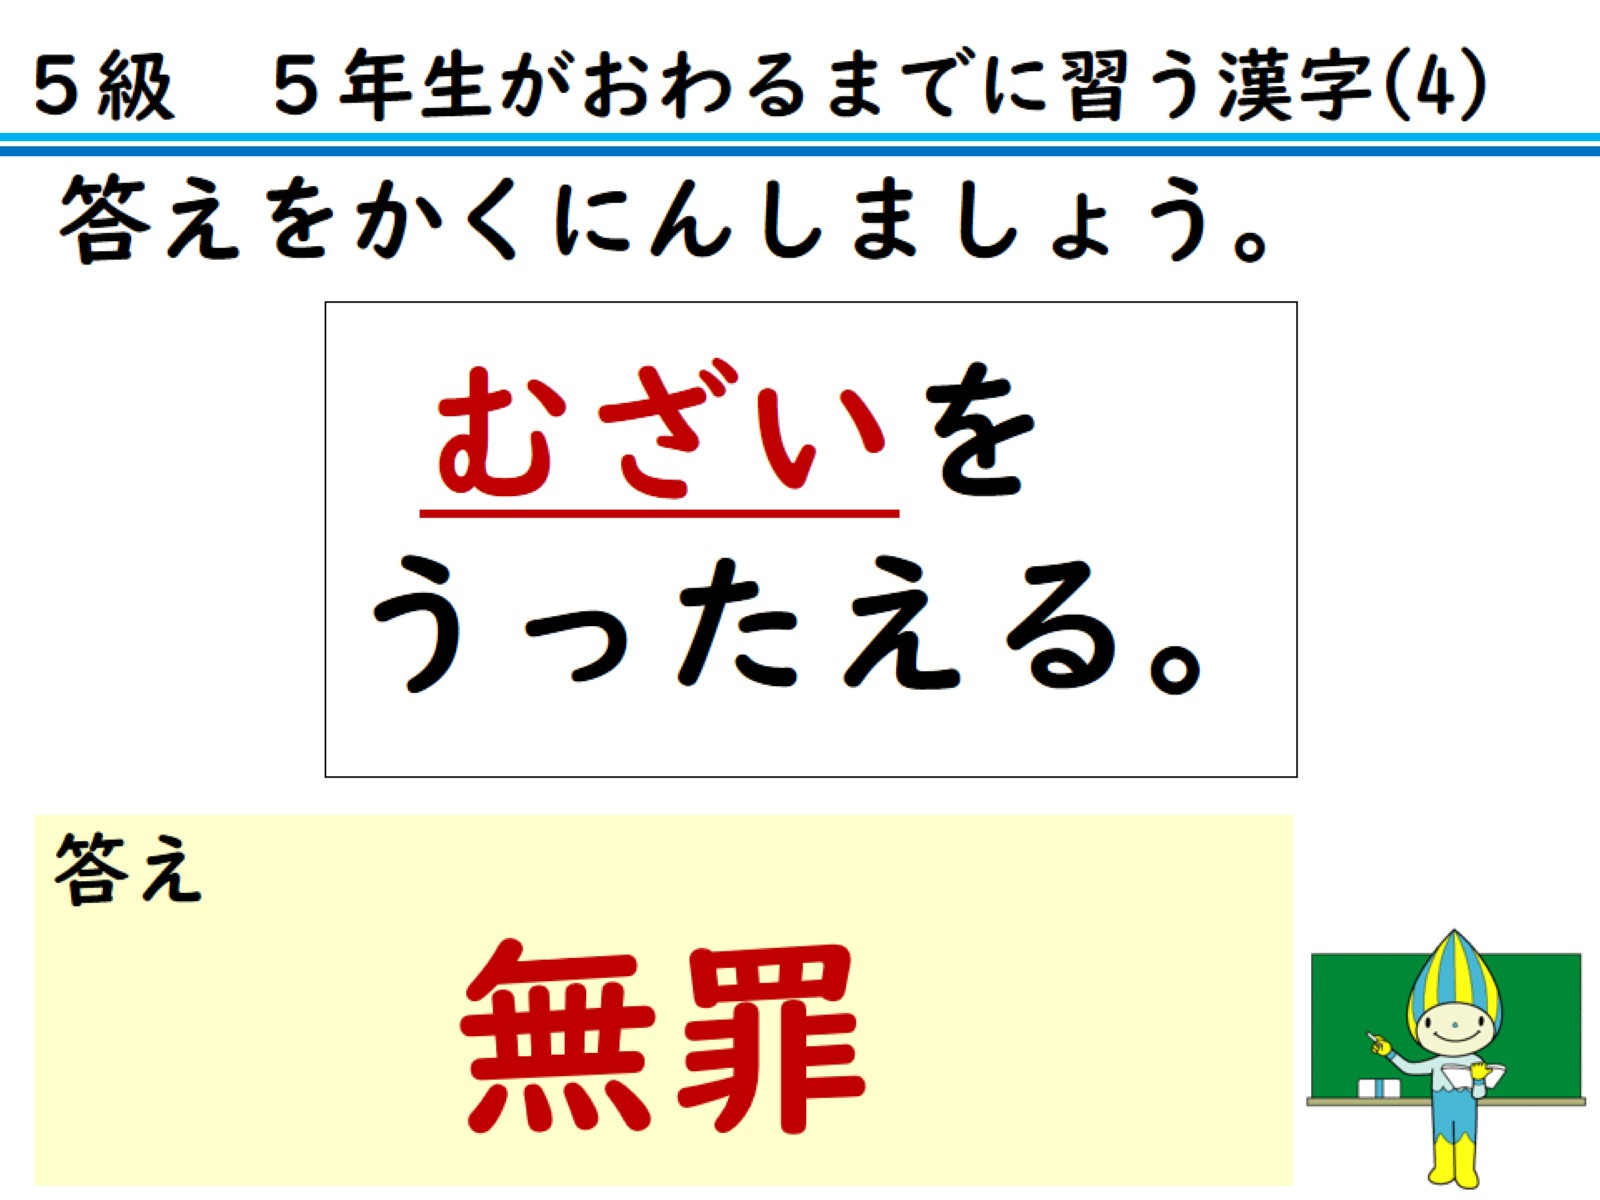 ５級　５年生がおわるまでに習う漢字(4)
答えをかくにんしましょう。
むざいを
うったえる。
答え
無罪